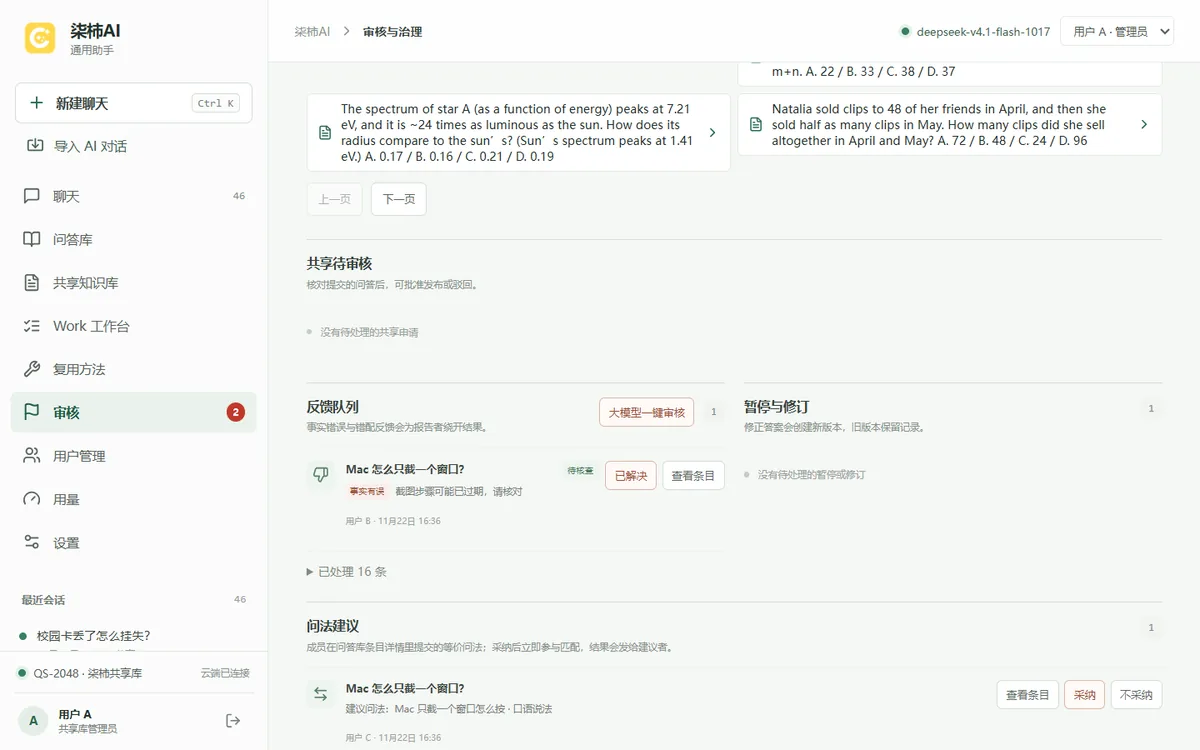 柒柿AI
通用助手
新建聊天
Ctrl K
导入 AI 对话
聊天
46
问答库
共享知识库
Work 工作台
复用方法
审核
2
用户管理
用量
设置
最近会话
46
校园卡丢了怎么挂失？
QS-2048 · 柒柿共享库
云端已连接
A
用户 A
共享库管理员
柒柿AI
审核与治理
deepseek-v4.1-flash-1017
用户 A · 管理员
m+n. A. 22 / B. 33 / C. 38 / D. 37
The spectrum of star A (as a function of energy) peaks at 7.21
eV, and it is ~24 times as luminous as the sun. How does its
radius compare to the sun’s? (Sun’s spectrum peaks at 1.41
eV.) A. 0.17 / B. 0.16 / C. 0.21 / D. 0.19
Natalia sold clips to 48 of her friends in April, and then she
sold half as many clips in May. How many clips did she sell
altogether in April and May? A. 72 / B. 48 / C. 24 / D. 96
上一页
下一页
共享待审核
核对提交的问答后，可批准发布或驳回。
没有待处理的共享申请
反馈队列
事实错误与错配反馈会为报告者绕开结果。
大模型一键审核
1
Mac 怎么只截一个窗口？
事实有误 截图步骤可能已过期，请核对
用户 B · 11月22日 16:36
待核查
已解决
查看条目
已处理 16 条
暂停与修订
修正答案会创建新版本，旧版本保留记录。
1
没有待处理的暂停或修订
问法建议
成员在问答库条目详情里提交的等价问法；采纳后立即参与匹配，结果会发给建议者。
1
Mac 怎么只截一个窗口？
建议问法：Mac 只截一个窗口怎么按 · 口语说法
用户 C · 11月22日 16:36
查看条目
采纳
不采纳